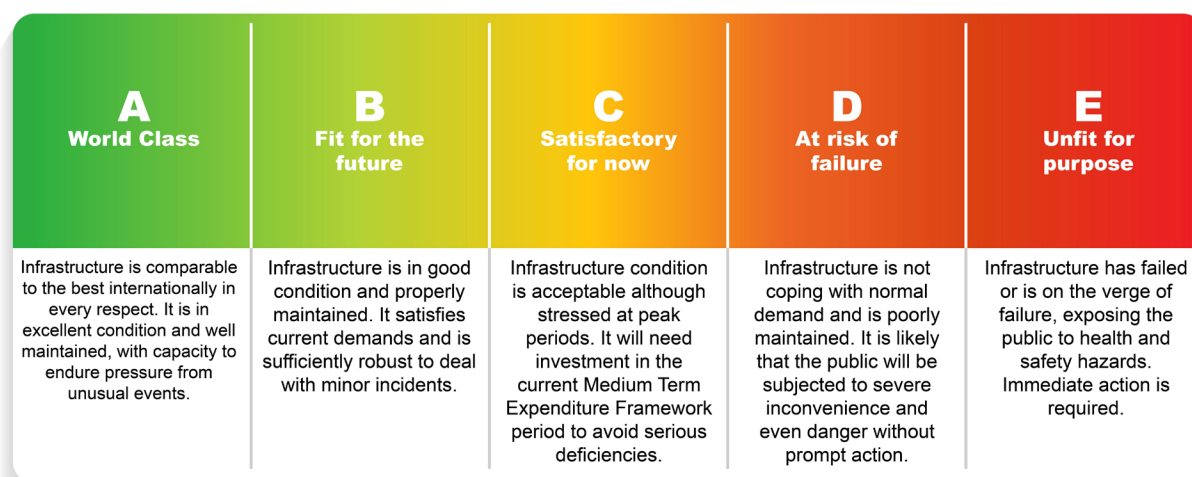 A
World Class
Infrastructure is comparable
to the best internationally in
every respect. It is in
excellent condition and well
maintained, with capacity to
endure pressure from
unusual events.
B
Fit for the
future
Infrastructure is in good
condition and properly
maintained. It satisfies
current demands and is
sufficiently robust to deal
with minor incidents.
C
Satisfactory
for now
Infrastructure condition
is acceptable although
stressed at peak
periods. It will need
investment in the
current Medium Term
Expenditure Framework
period to avoid serious
deficiencies.
D
At risk of
failure
Infrastructure is not
coping with normal
demand and is poorly
maintained. It is likely
that the public will be
subjected to severe
inconvenience and
even danger without
prompt action.
E
Unfit for
purpose
Infrastructure has failed
or is on the verge of
failure, exposing the
public to health and
safety hazards.
Immediate action is
required.